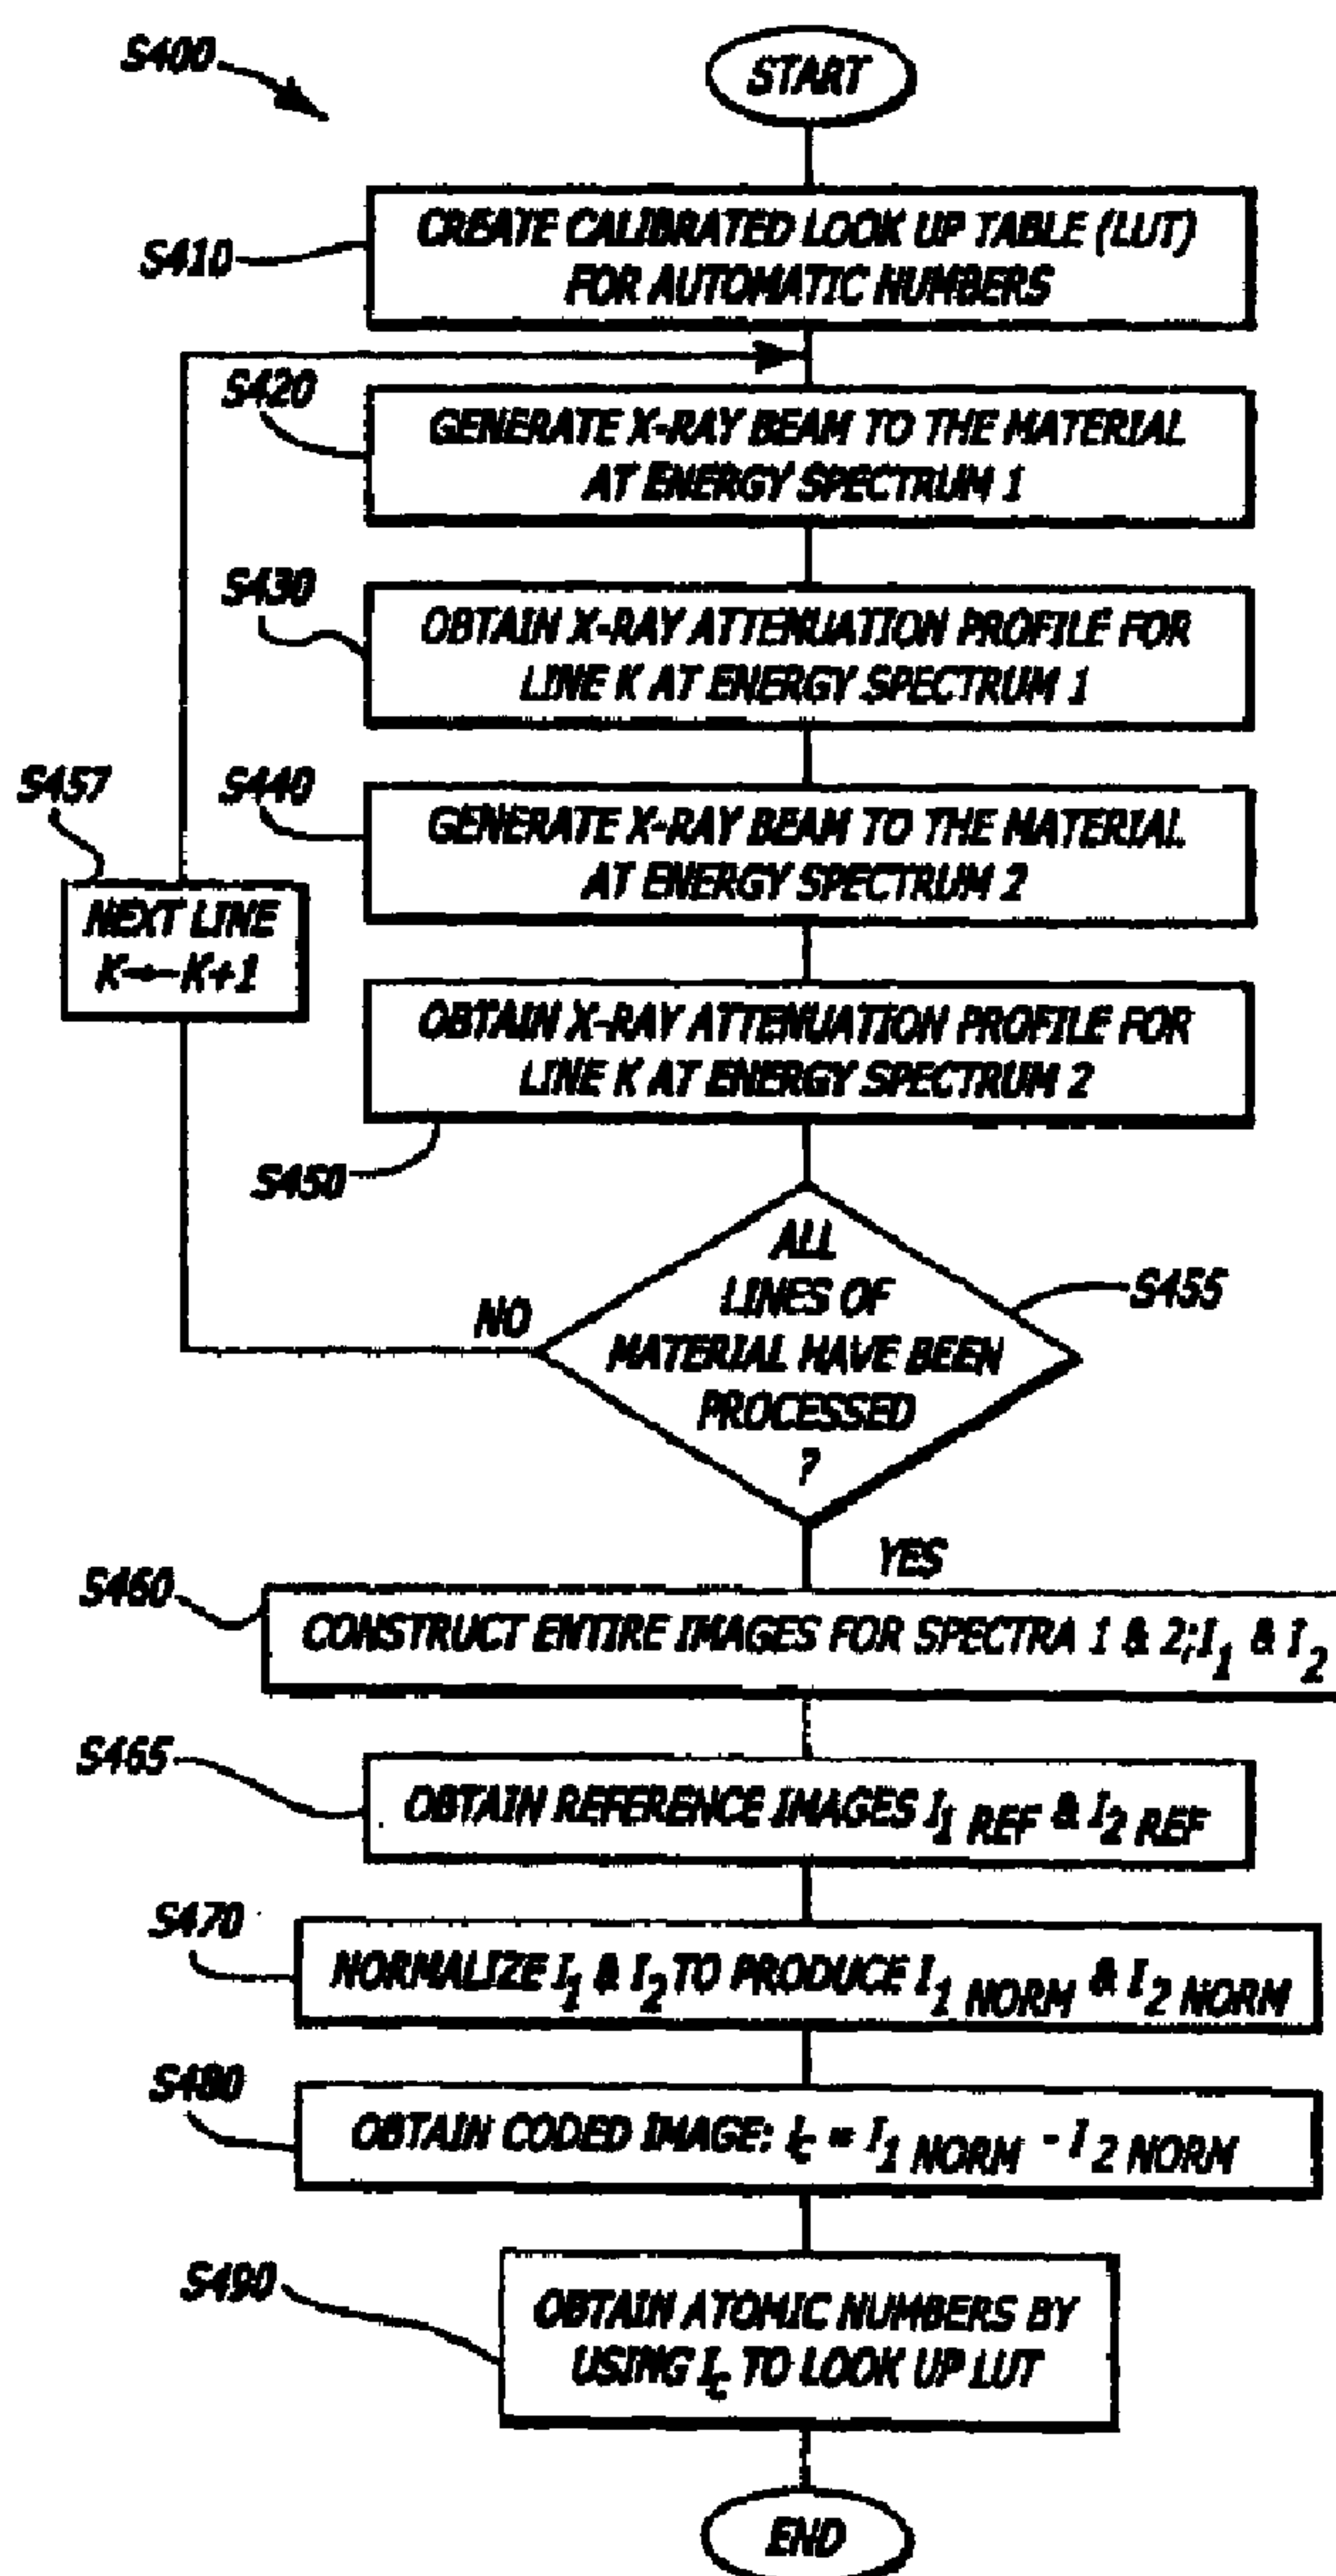 S400
START
S410
CREATE CALIBRATED LOOK UP TABLE (LUT)
FOR AUTOMATIC NUMBERS
S420
GENERATE X-RAY BEAM TO THE MATERIAL
AT ENERGY SPECTRUM 1
S430
OBTAIN X-RAY ATTENUATION PROFILE FOR
LINE K AT ENERGY SPECTRUM 1
S457
NEXT LINE
K←K+1
S440
GENERATE X-RAY BEAM TO THE MATERIAL
AT ENERGY SPECTRUM 2
OBTAIN X-RAY ATTENUATION PROFILE FOR
LINE K AT ENERGY SPECTRUM 2
S450
ALL
LINES OF
MATERIAL HAVE BEEN
PROCESSED
?
S455
NO
YES
S460
CONSTRUCT ENTIRE IMAGES FOR SPECTRA 1 & 2; I1 & I2
S465
OBTAIN REFERENCE IMAGES I1 REF & I2 REF
S470
NORMALIZE I1 & I2 TO PRODUCE I1 NORM & I2 NORM
S480
OBTAIN CODED IMAGE: IC = I1 NORM - I2 NORM
S490
OBTAIN ATOMIC NUMBERS BY
USING IC TO LOOK UP LUT
END